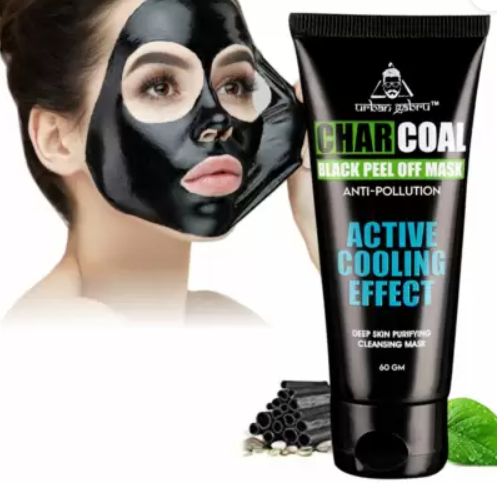 urban gabru™
CHARCOAL
BLACK PEEL OFF MASK
ANTI-POLLUTION
ACTIVE
COOLING
EFFECT
DEEP SKIN PURIFYING
CLEANSING MASK
60 GM